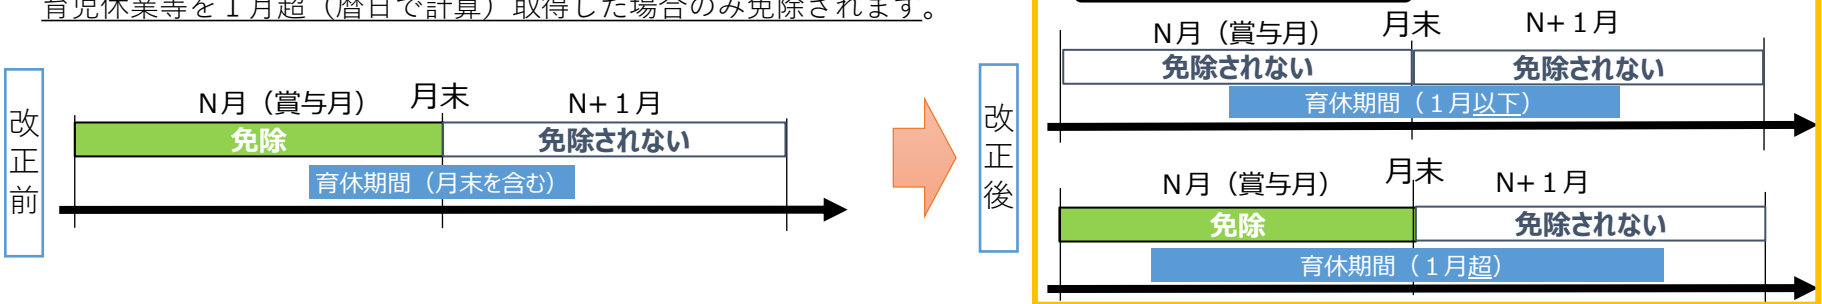 育児休業等を１月超（暦日で計算）取得した場合のみ免除されます。
改正前
N月（賞与月）
月末
N+１月
免除
免除されない
育休期間（月末を含む）
改正後
N月（賞与月）
月末
N+１月
免除されない
免除されない
育休期間（１月以下）
N月（賞与月）
月末
N+１月
免除
免除されない
育休期間（１月超）